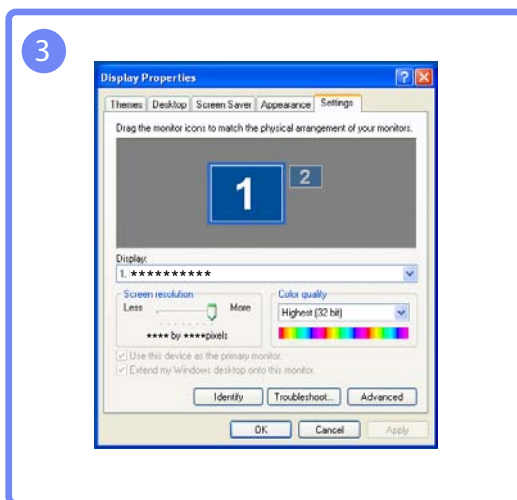 3
Display Properties
Themes Desktop Screen Saver Appearance Settings
Drag the monitor icons to match the physical arrangement of your monitors.
1 2
Display:
1. **********
Screen resolution
Less More
**** by ****pixels
Color quality
Highest (32 bit)
Use this device as the primary monitor.
Extend my Windows desktop onto this monitor.
Identify Troubleshoot... Advanced
OK Cancel Apply